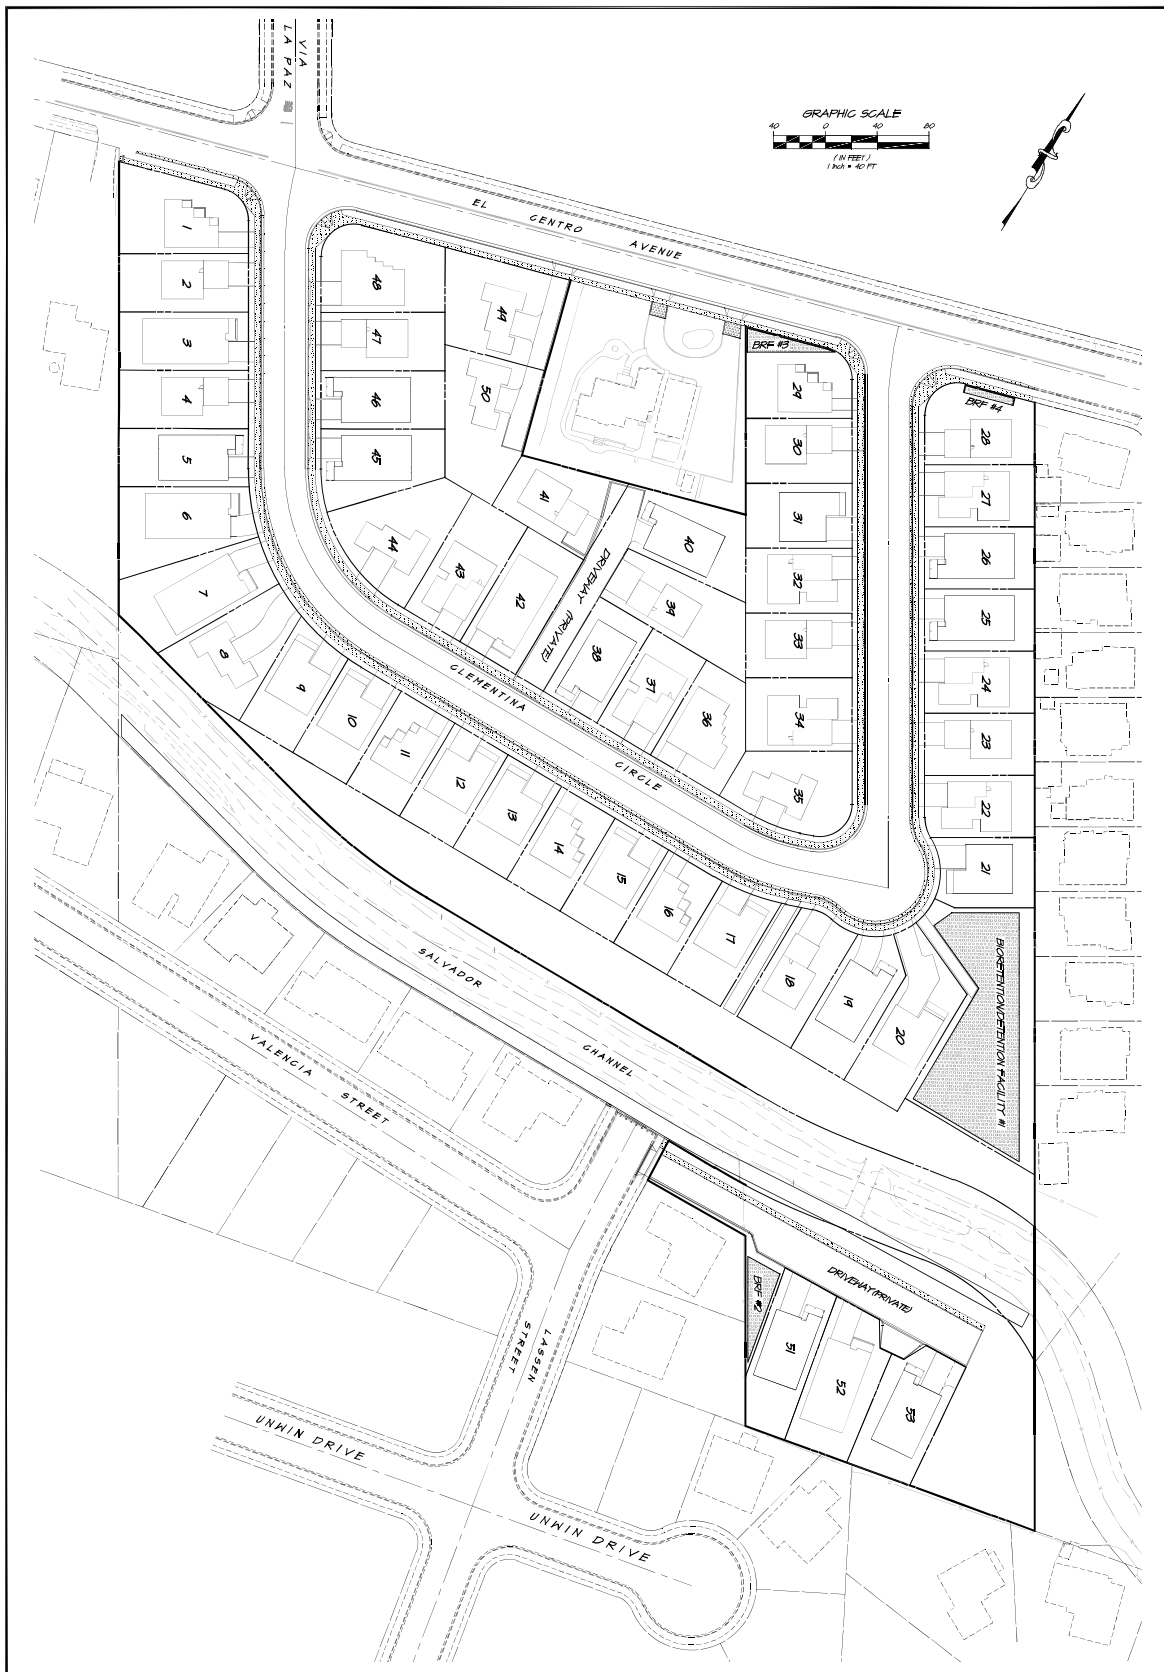 VIA
LA PAZ
GRAPHIC SCALE
40 0 40 80
( IN FEET )
1 inch = 40 FT
EL CENTRO AVENUE
1
2
3
4
5
6
7
8
9
10
11
12
13
14
15
16
17
18
19
20
21
22
23
24
25
26
27
28
BRF #4
BRF #3
29
30
31
32
33
34
35
36
37
38
39
40
41
42
43
44
45
46
47
48
49
50
DRIVEWAY (PRIVATE)
CLEMENTINA CIRCLE
BIORETENTION/DETENTION FACILITY #1
SALVADOR CHANNEL
VALENCIA STREET
LASSEN STREET
DRIVEWAY (PRIVATE)
BRF #2
51
52
53
UNWIN DRIVE
UNWIN DRIVE